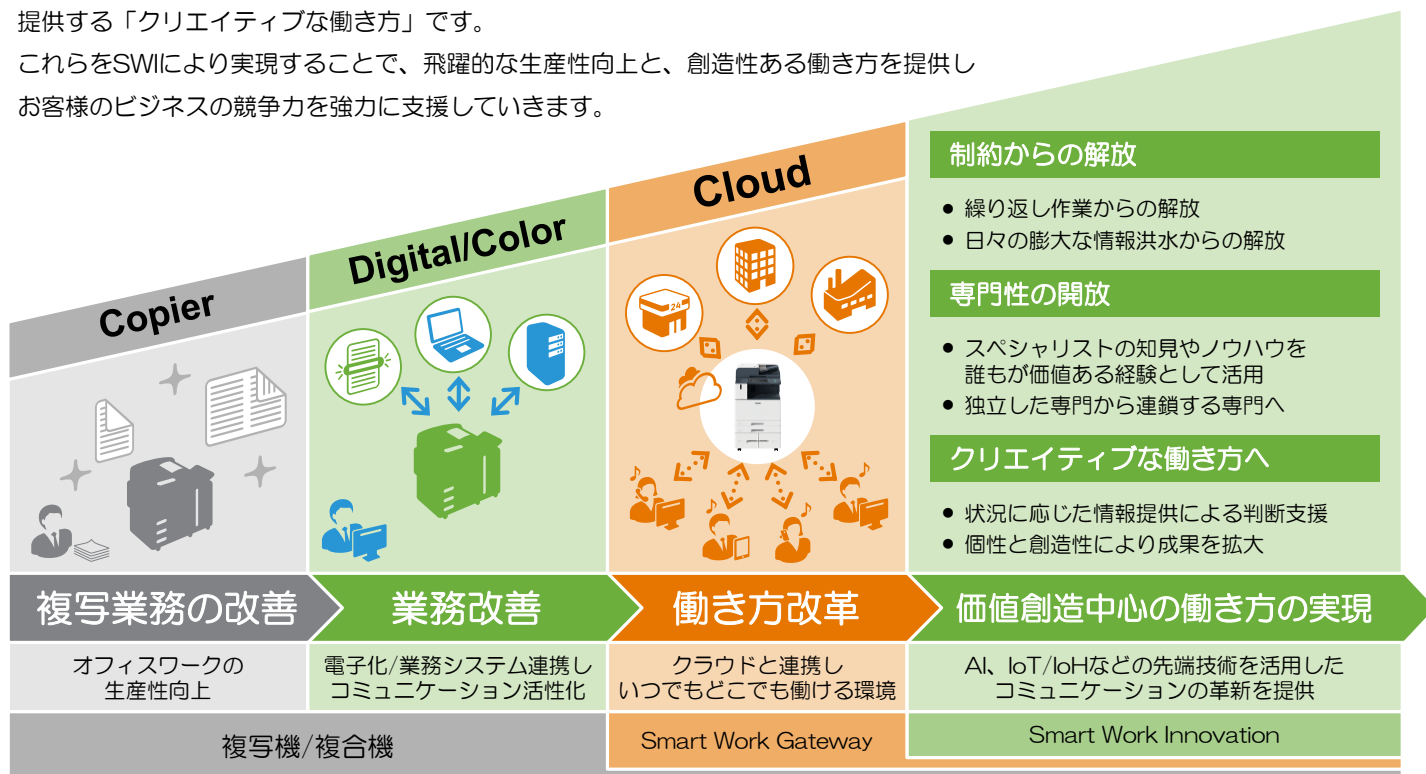 提供する「クリエイティブな働き方」です。
これらをSWIにより実現することで、飛躍的な生産性向上と、創造性ある働き方を提供し
お客様のビジネスの競争力を強力に支援していきます。
Copier
Digital/Color
Cloud
24
制約からの解放
● 繰り返し作業からの解放
● 日々の膨大な情報洪水からの解放
専門性の開放
● スペシャリストの知見やノウハウを
誰もが価値ある経験として活用
● 独立した専門から連鎖する専門へ
クリエイティブな働き方へ
● 状況に応じた情報提供による判断支援
● 個性と創造性により成果を拡大
複写業務の改善
業務改善
働き方改革
価値創造中心の働き方の実現
オフィスワークの
生産性向上
電子化/業務システム連携し
コミュニケーション活性化
クラウドと連携し
いつでもどこでも働ける環境
AI、IoT/IoHなどの先端技術を活用した
コミュニケーションの革新を提供
複写機/複合機
Smart Work Gateway
Smart Work Innovation